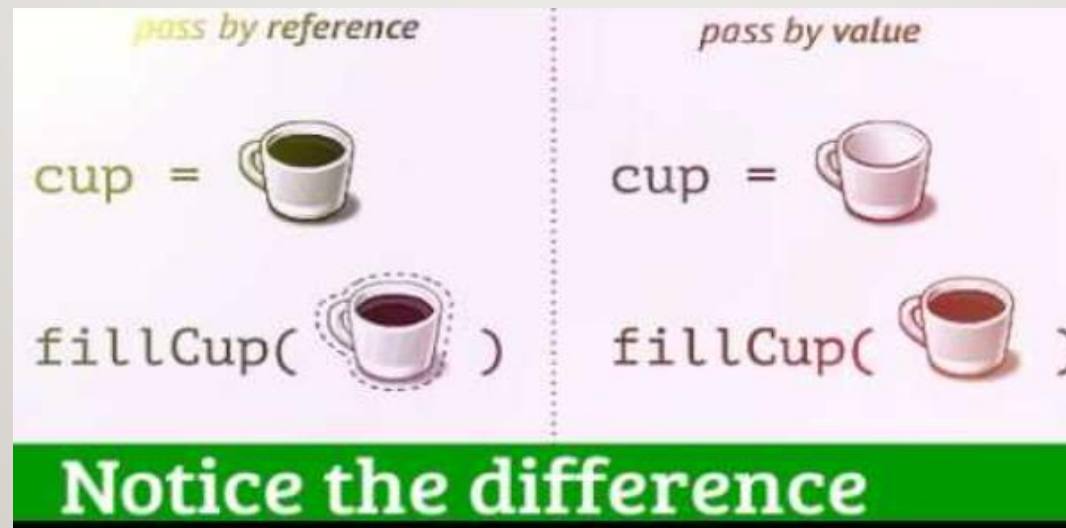 pass by reference
pass by value
cup =
cup =
fillCup( )
fillCup( )
Notice the difference